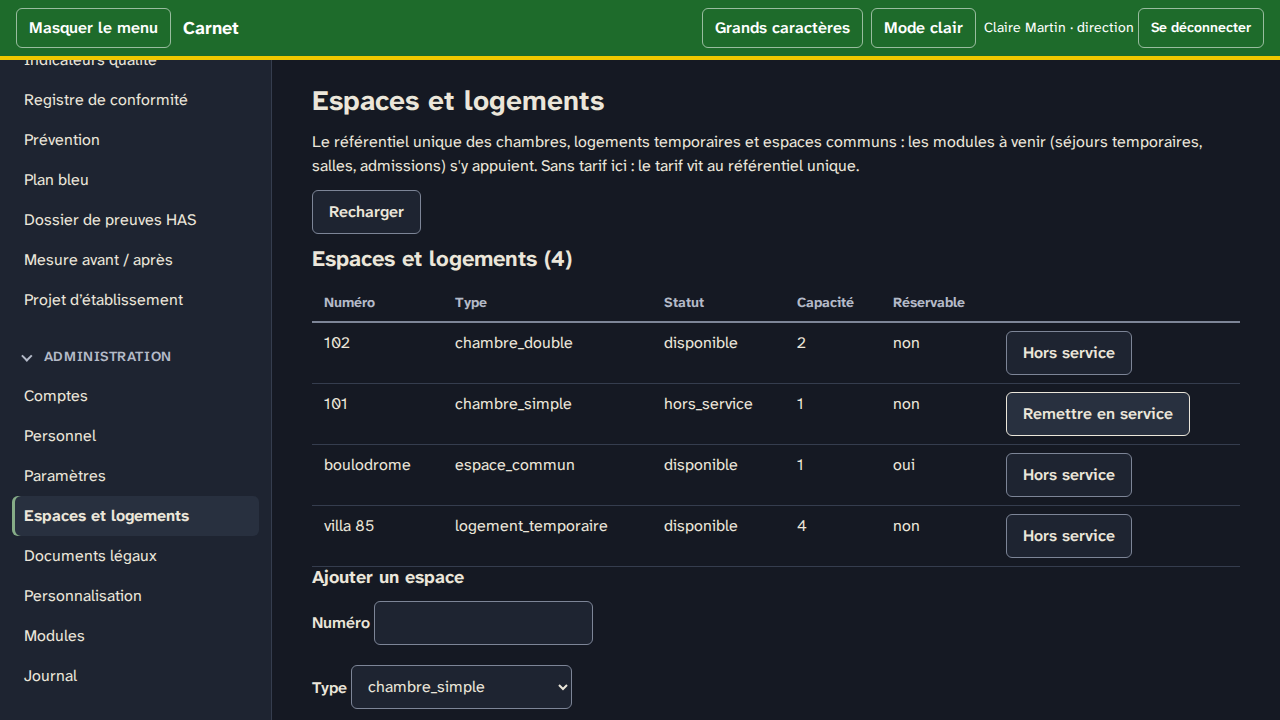 Masquer le menu
Carnet
Grands caractères
Mode clair
Claire Martin · direction
Se déconnecter
Indicateurs qualité
Registre de conformité
Prévention
Plan bleu
Dossier de preuves HAS
Mesure avant / après
Projet d'établissement
ADMINISTRATION
Comptes
Personnel
Paramètres
Espaces et logements
Documents légaux
Personnalisation
Modules
Journal
Espaces et logements
Le référentiel unique des chambres, logements temporaires et espaces communs : les modules à venir (séjours temporaires,
salles, admissions) s'y appuient. Sans tarif ici : le tarif vit au référentiel unique.
Recharger
Espaces et logements (4)
Numéro Type Statut Capacité Réservable
102 chambre_double disponible 2 non Hors service
101 chambre_simple hors_service 1 non Remettre en service
boulodrome espace_commun disponible 1 oui Hors service
villa 85 logement_temporaire disponible 4 non Hors service
Ajouter un espace
Numéro
Type chambre_simple